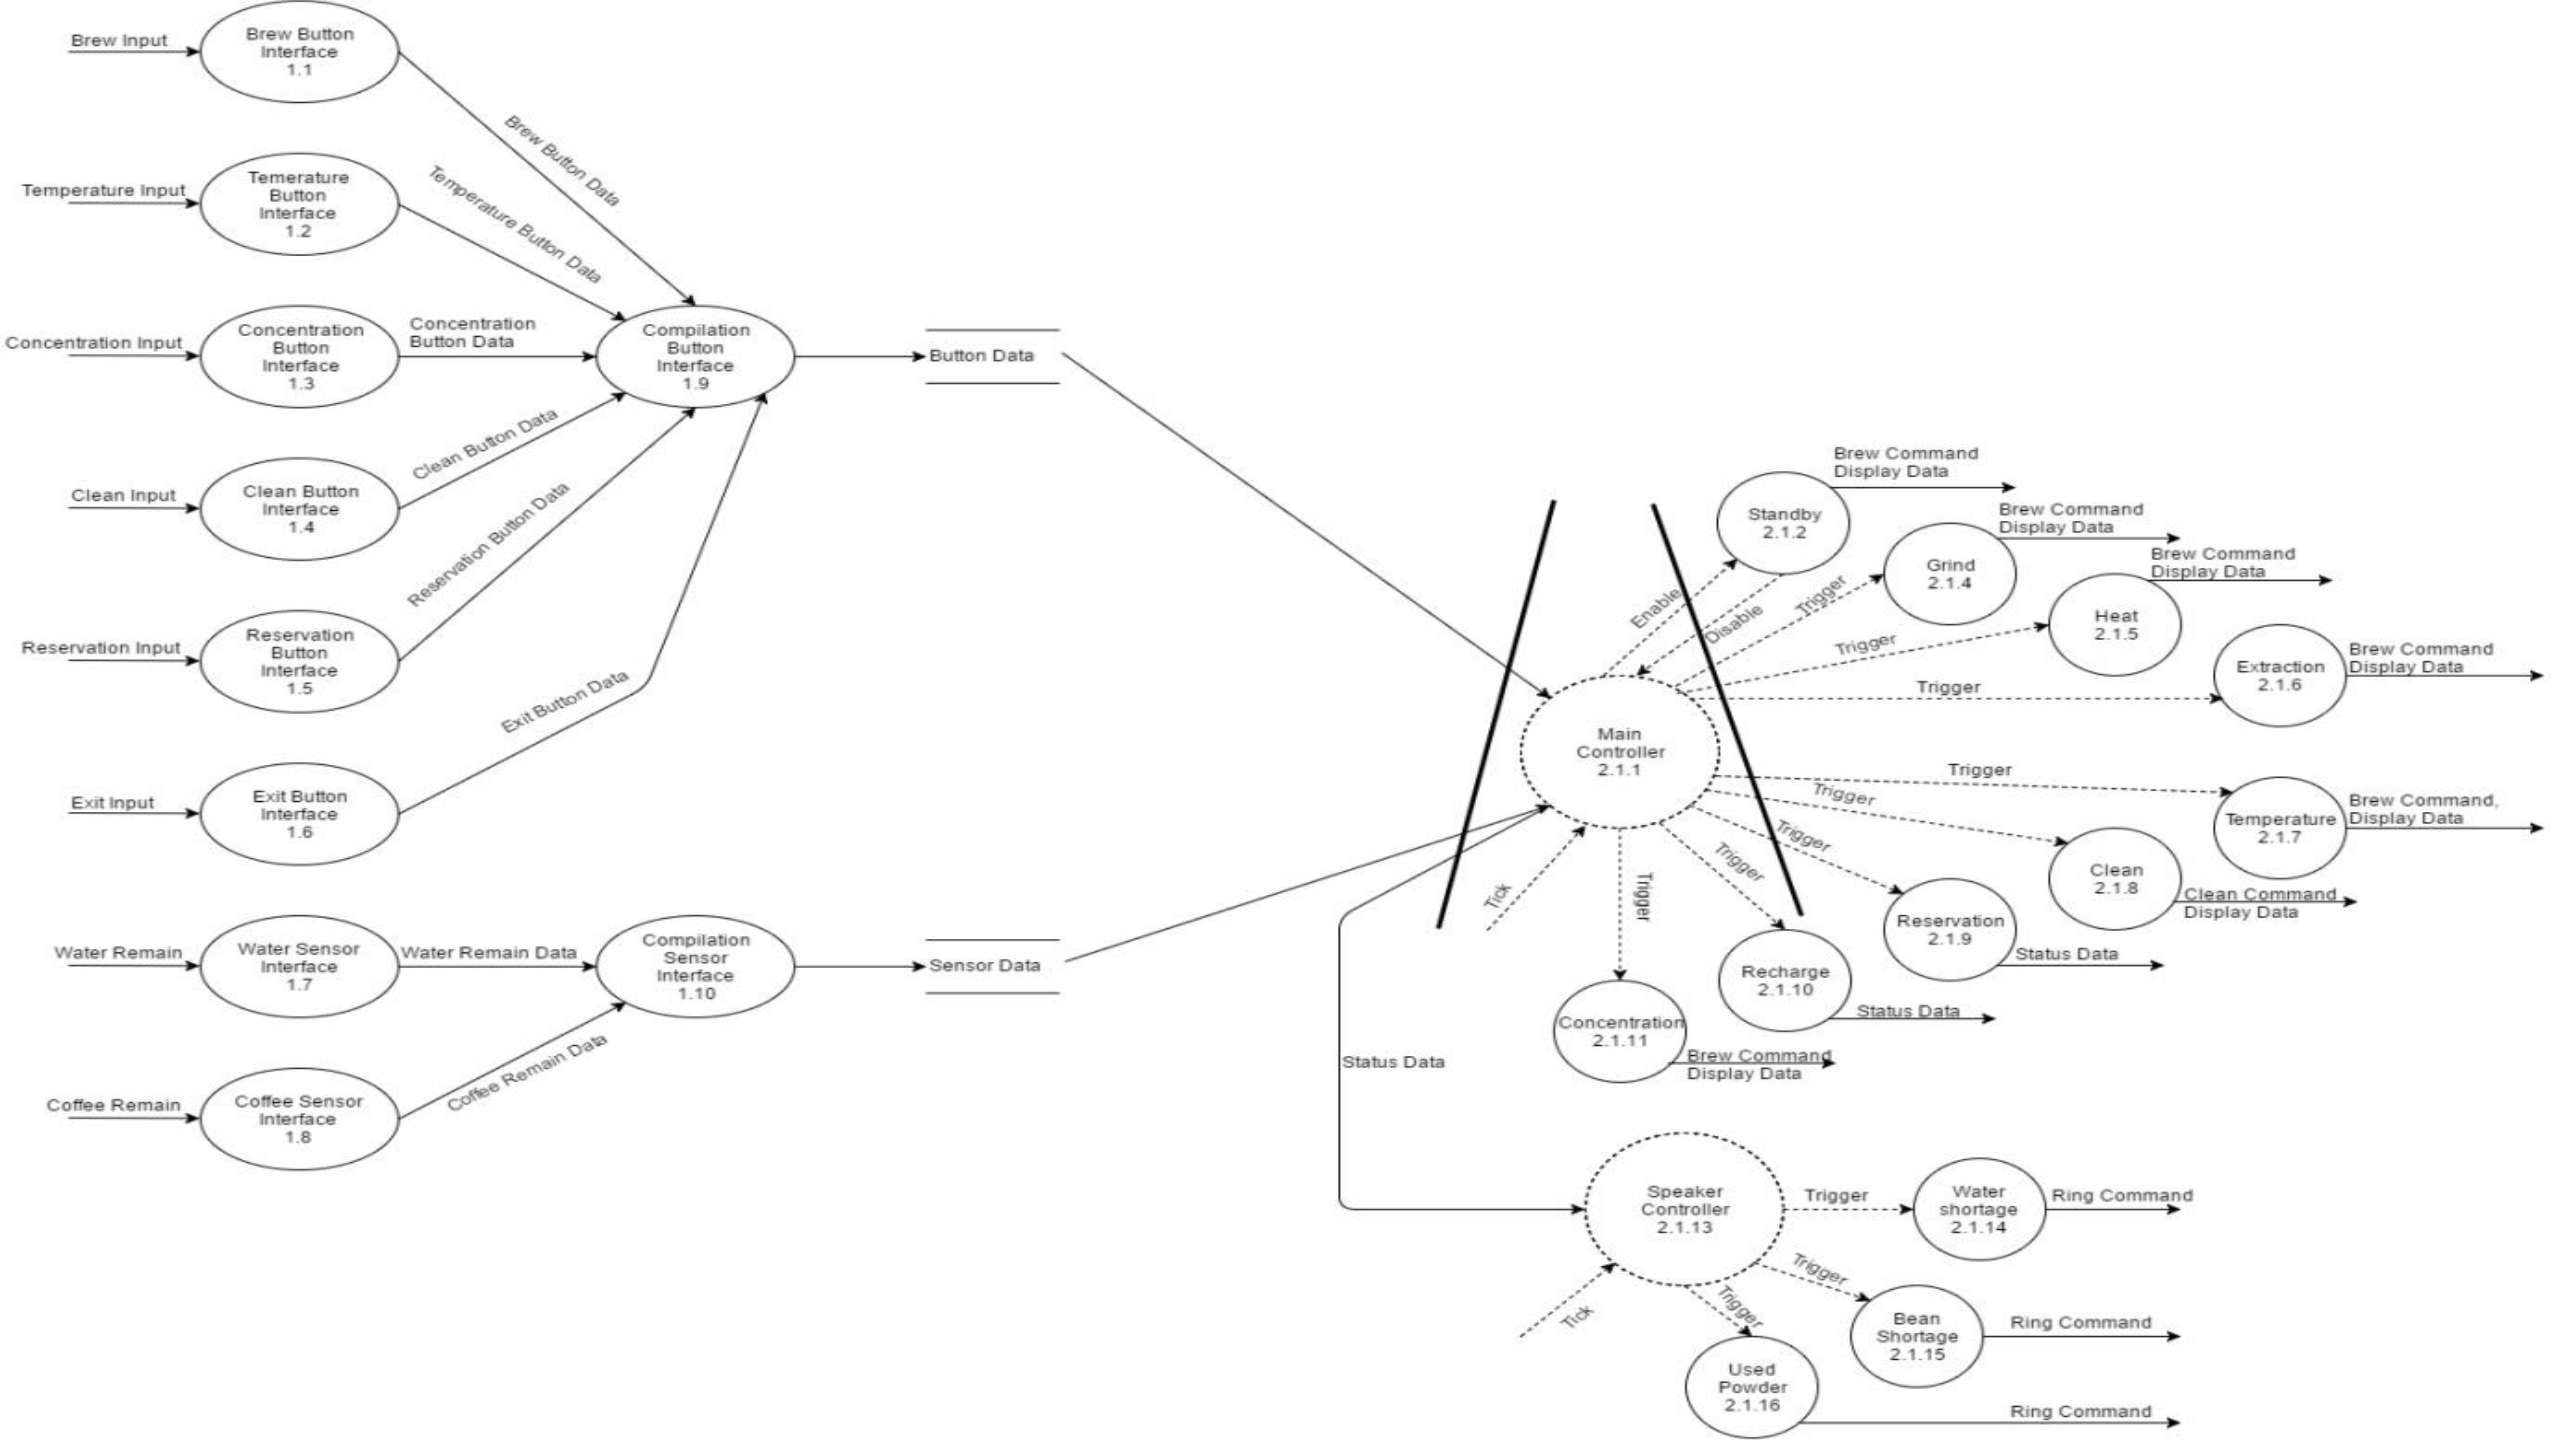 Brew Input
Brew Button
Interface
1.1
Brew Button Data
Temperature Input
Temerature
Button
Interface
1.2
Temperature Button Data
Concentration Input
Concentration
Button
Interface
1.3
Concentration
Button Data
Compilation
Button
Interface
1.9
Button Data
Clean Input
Clean Button
Interface
1.4
Clean Button Data
Reservation Input
Reservation
Button
Interface
1.5
Reservation Button Data
Exit Input
Exit Button
Interface
1.6
Exit Button Data
Water Remain
Water Sensor
Interface
1.7
Water Remain Data
Compilation
Sensor
Interface
1.10
Sensor Data
Coffee Remain
Coffee Sensor
Interface
1.8
Coffee Remain Data
Main
Controller
2.1.1
Tick
Enable
Disable
Standby
2.1.2
Brew Command
Display Data
Trigger
Grind
2.1.4
Brew Command
Display Data
Trigger
Heat
2.1.5
Brew Command
Display Data
Trigger
Extraction
2.1.6
Brew Command
Display Data
Trigger
Temperature
2.1.7
Brew Command,
Display Data
Trigger
Clean
2.1.8
Clean Command
Display Data
Trigger
Reservation
2.1.9
Status Data
Trigger
Recharge
2.1.10
Status Data
Trigger
Concentration
2.1.11
Brew Command
Display Data
Status Data
Speaker
Controller
2.1.13
Tick
Trigger
Water
shortage
2.1.14
Ring Command
Trigger
Bean
Shortage
2.1.15
Ring Command
Trigger
Used
Powder
2.1.16
Ring Command